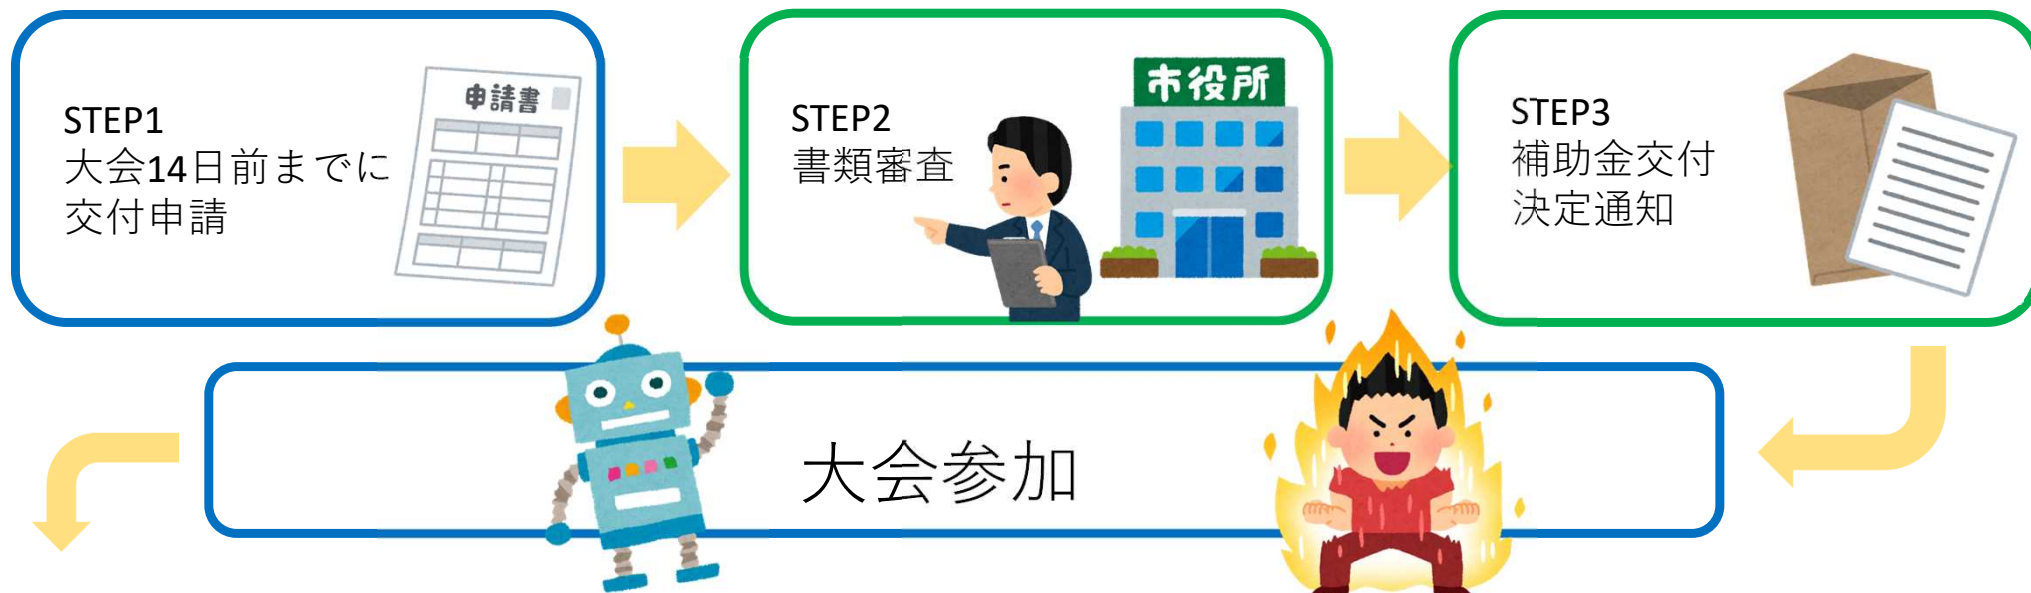 STEP1
大会14日前までに
交付申請
申請書
STEP2
書類審査
市役所
STEP3
補助金交付
決定通知
大会参加